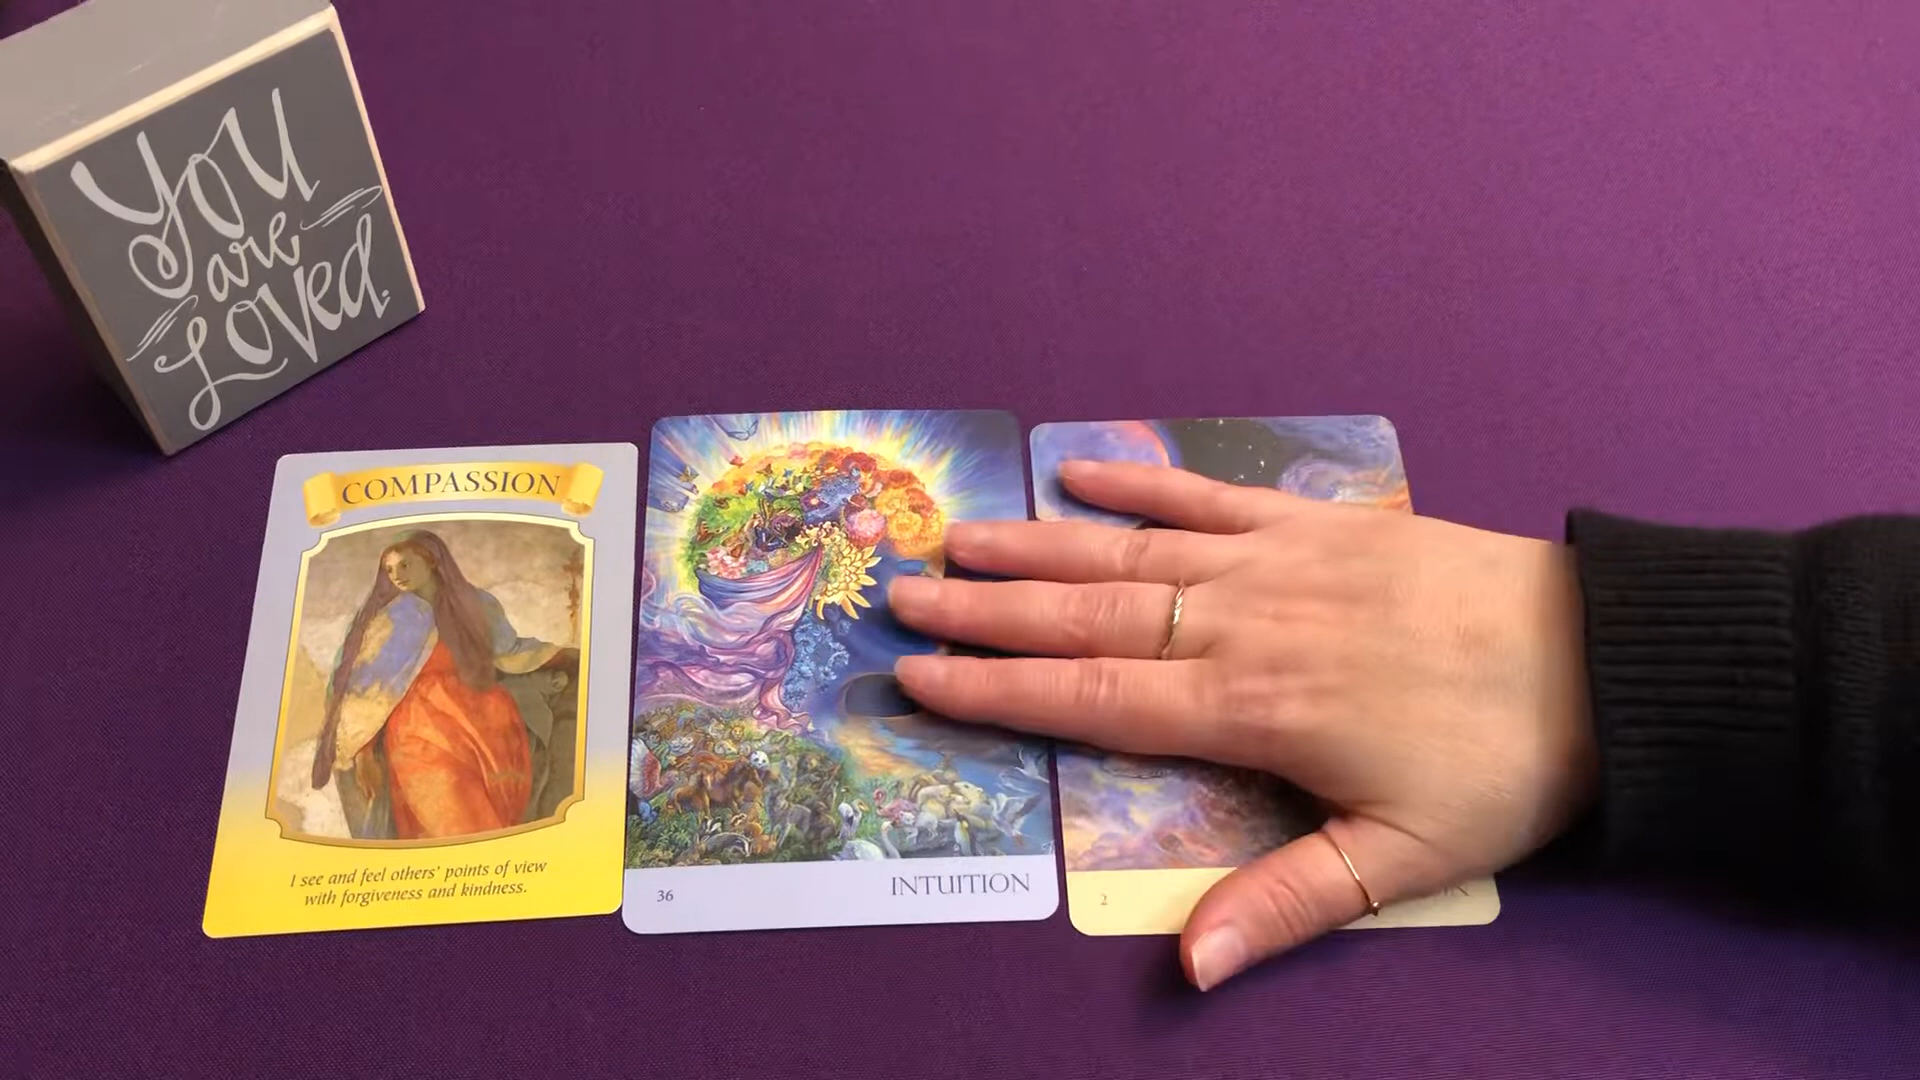 You
are
Loved.
COMPASSION
I see and feel others' points of view
with forgiveness and kindness.
36
INTUITION
2